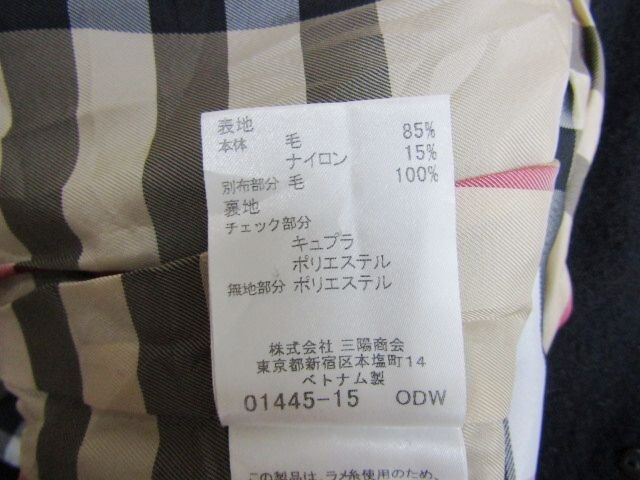 表地
本体 毛 85%
ナイロン 15%
別布部分 毛 100%
裏地
チェック部分
キュプラ
ポリエステル
無地部分 ポリエステル
株式会社 三陽商会
東京都新宿区本塩町14
ベトナム製
01445-15 ODW
この製品は、ラメ糸使用のため、